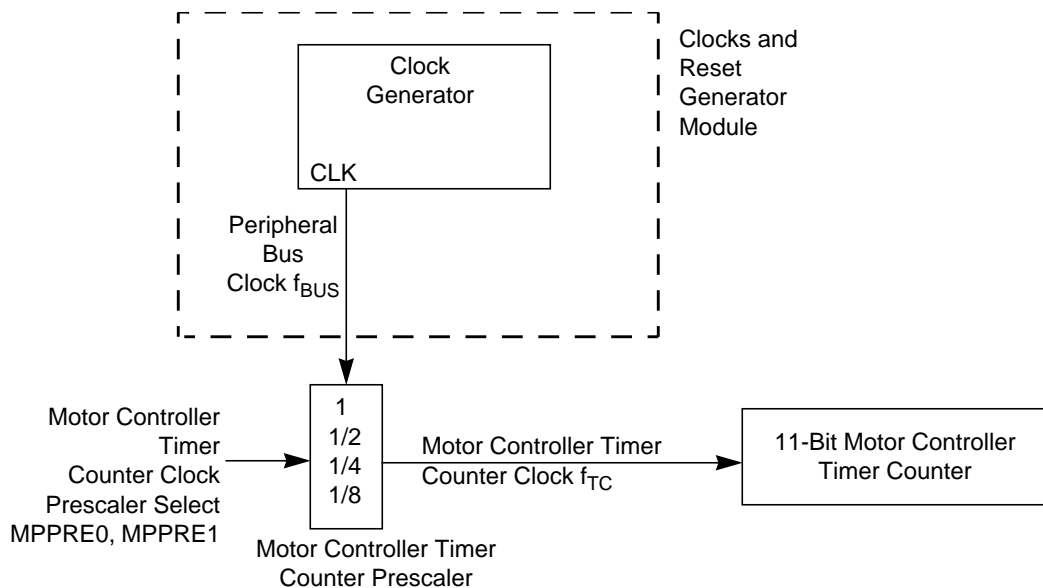 Clocks and
Reset
Generator
Module
Clock
Generator
CLK
Peripheral
Bus
Clock fBUS
Motor Controller
Timer
Counter Clock
Prescaler Select
MPPRE0, MPPRE1
1
1/2
1/4
1/8
Motor Controller Timer
Counter Prescaler
Motor Controller Timer
Counter Clock fTC
11-Bit Motor Controller
Timer Counter